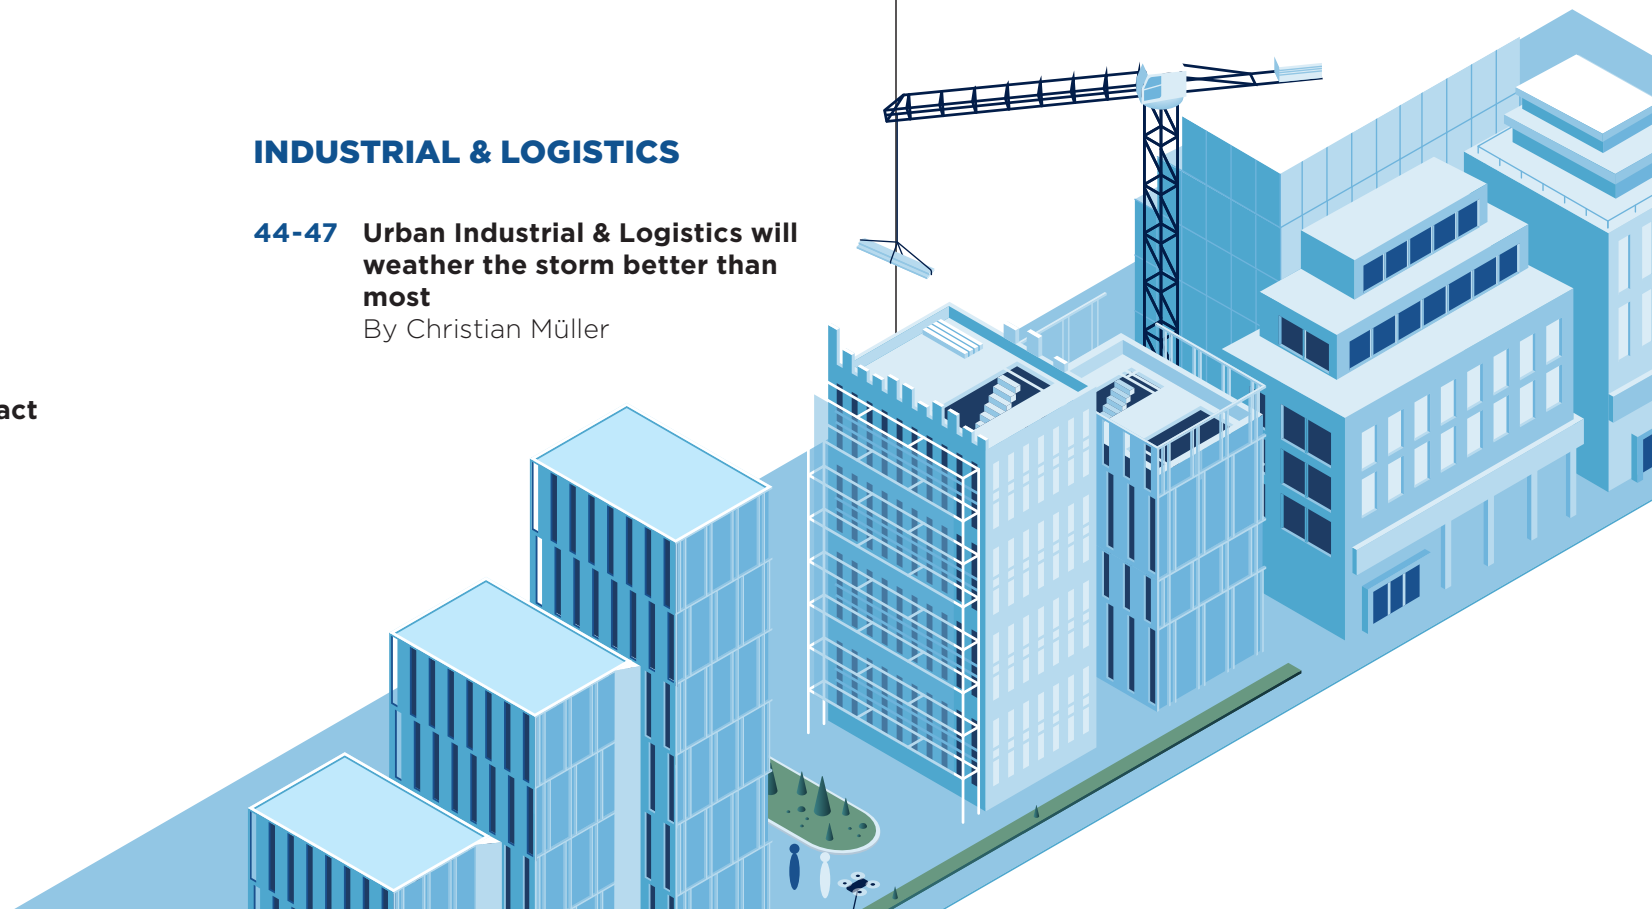 INDUSTRIAL & LOGISTICS
44-47 Urban Industrial & Logistics will
weather the storm better than
most
By Christian Müller
act